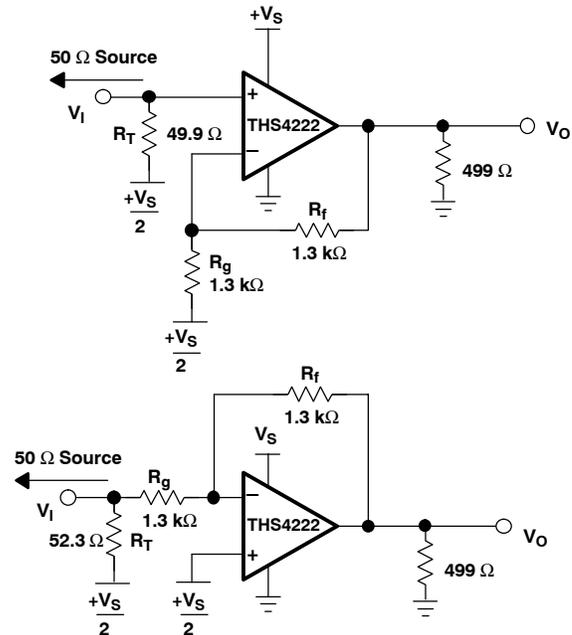 +VS
50 Ω Source
VI
+
RT
49.9 Ω
THS4222
−
VO
499 Ω
+VS
2
Rf
1.3 kΩ
Rg
1.3 kΩ
+VS
2
Rf
1.3 kΩ
VS
50 Ω Source
Rg
VI
−
1.3 kΩ
THS4222
52.3 Ω
RT
+
VO
499 Ω
+VS
2
+VS
2